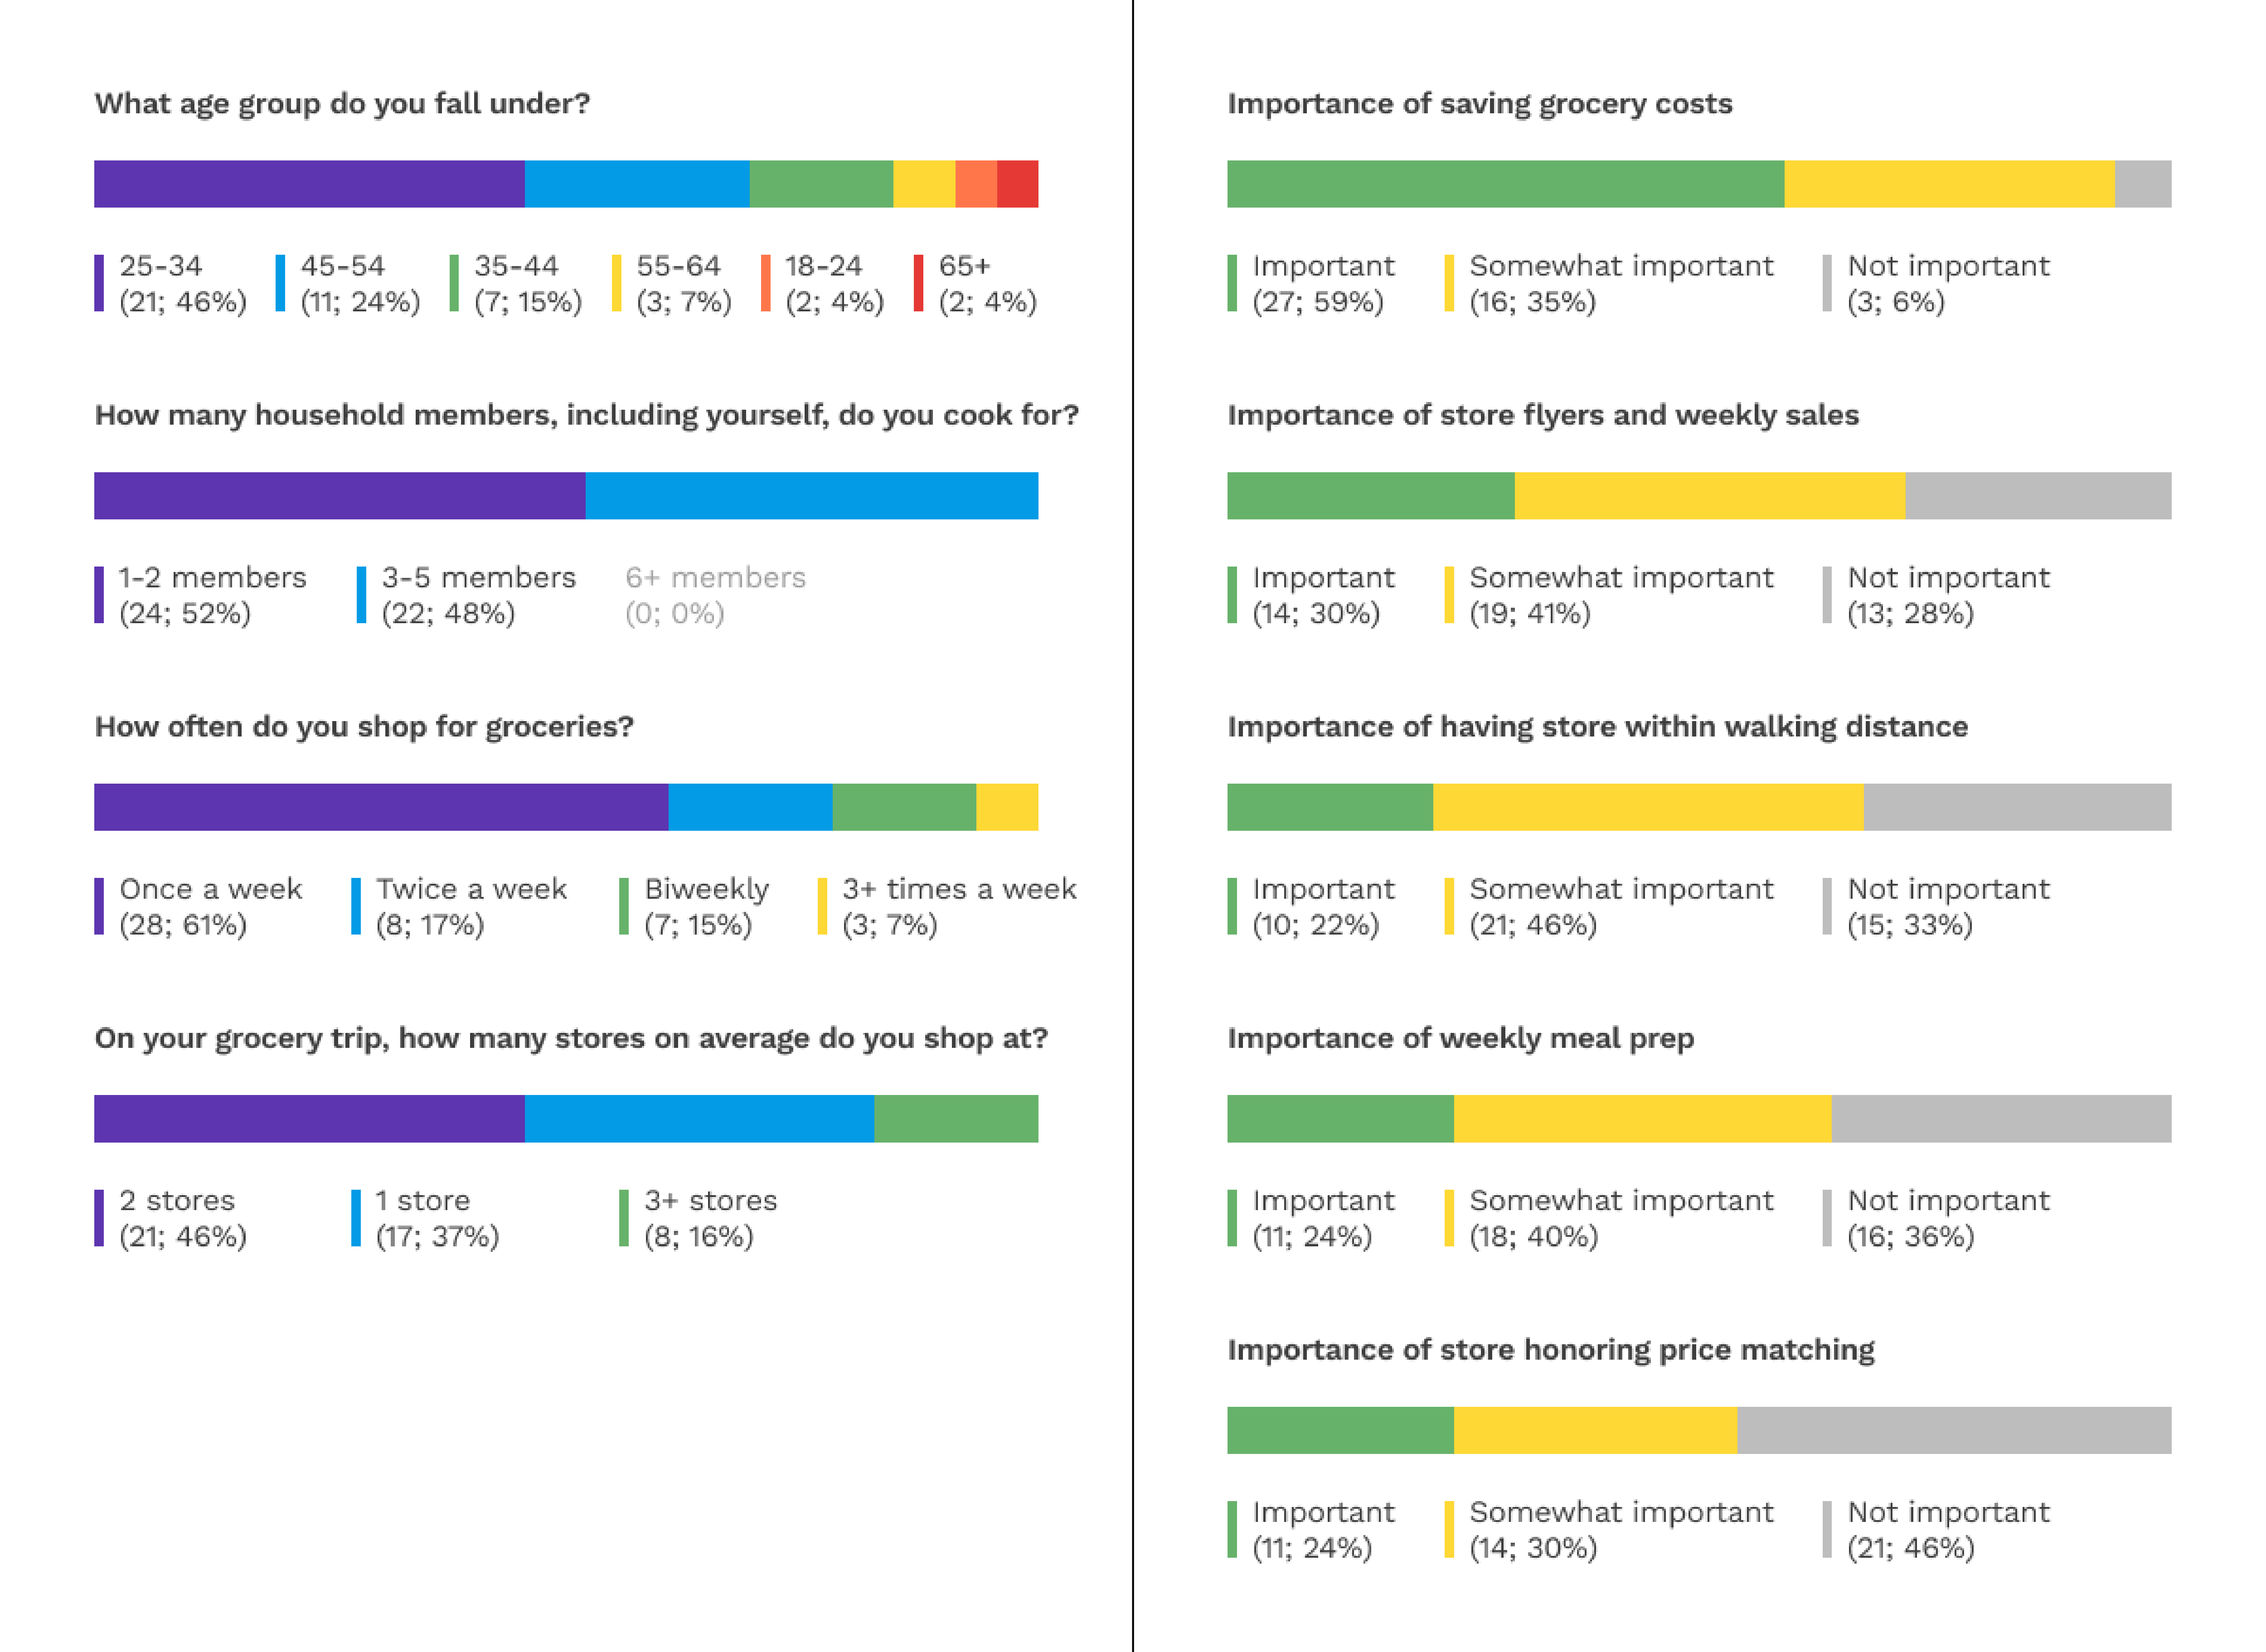 What age group do you fall under?
25-34
(21; 46%)
45-54
(11; 24%)
35-44
(7; 15%)
55-64
(3; 7%)
18-24
(2; 4%)
65+
(2; 4%)
How many household members, including yourself, do you cook for?
1-2 members
(24; 52%)
3-5 members
(22; 48%)
6+ members
(0; 0%)
How often do you shop for groceries?
Once a week
(28; 61%)
Twice a week
(8; 17%)
Biweekly
(7; 15%)
3+ times a week
(3; 7%)
On your grocery trip, how many stores on average do you shop at?
2 stores
(21; 46%)
1 store
(17; 37%)
3+ stores
(8; 16%)
Importance of saving grocery costs
Important
(27; 59%)
Somewhat important
(16; 35%)
Not important
(3; 6%)
Importance of store flyers and weekly sales
Important
(14; 30%)
Somewhat important
(19; 41%)
Not important
(13; 28%)
Importance of having store within walking distance
Important
(10; 22%)
Somewhat important
(21; 46%)
Not important
(15; 33%)
Importance of weekly meal prep
Important
(11; 24%)
Somewhat important
(18; 40%)
Not important
(16; 36%)
Importance of store honoring price matching
Important
(11; 24%)
Somewhat important
(14; 30%)
Not important
(21; 46%)